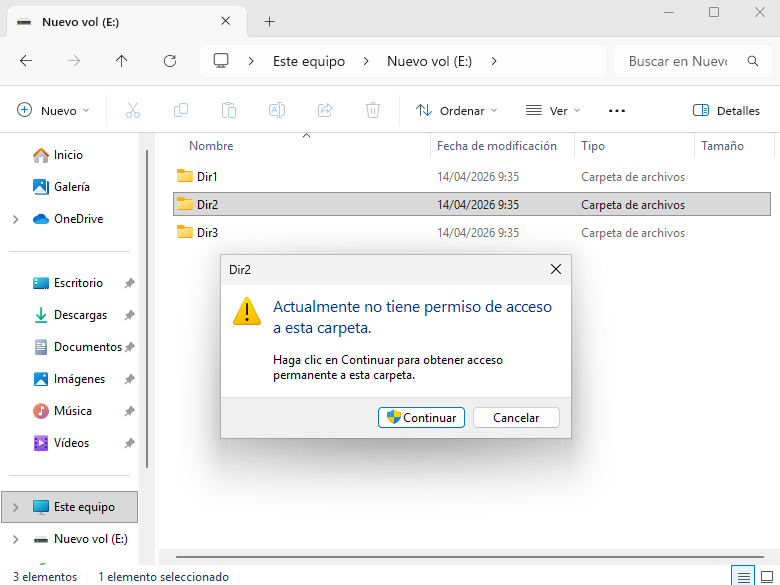 Nuevo vol (E:)
Este equipo
Nuevo vol (E:)
Buscar en Nuevo
Nuevo
Ordenar
Ver
Detalles
Inicio
Galería
OneDrive
Escritorio
Descargas
Documentos
Imágenes
Música
Vídeos
Este equipo
Nuevo vol (E:)
Nombre Fecha de modificación Tipo Tamaño
Dir1 14/04/2026 9:35 Carpeta de archivos
Dir2 14/04/2026 9:35 Carpeta de archivos
Dir3 14/04/2026 9:35 Carpeta de archivos
Dir2
Actualmente no tiene permiso de acceso
a esta carpeta.
Haga clic en Continuar para obtener acceso
permanente a esta carpeta.
Continuar
Cancelar
3 elementos
1 elemento seleccionado